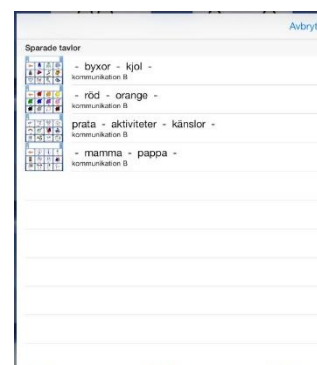 Avbryt
Sparade tavlor
- byxor - kjol -
kommunikation B
- röd - orange -
kommunikation B
prata - aktiviteter - känslor -
kommunikation B
- mamma - pappa -
kommunikation B